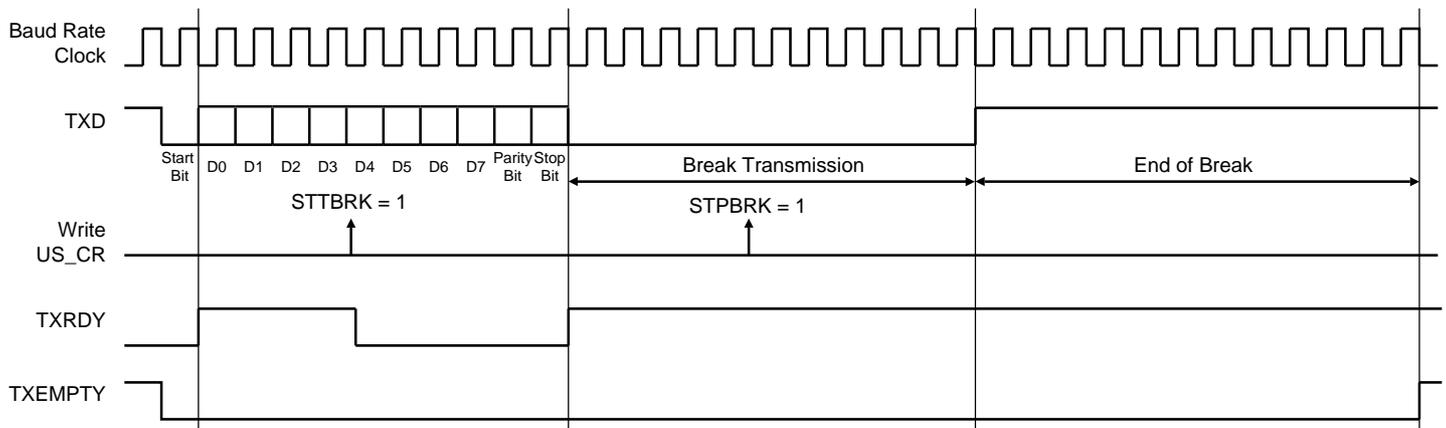 Baud Rate
Clock
TXD
Start
Bit
D0 D1 D2 D3 D4 D5 D6 D7
Parity
Bit
Stop
Bit
Break Transmission
End of Break
STTBRK = 1
STPBRK = 1
Write
US_CR
TXRDY
TXEMPTY